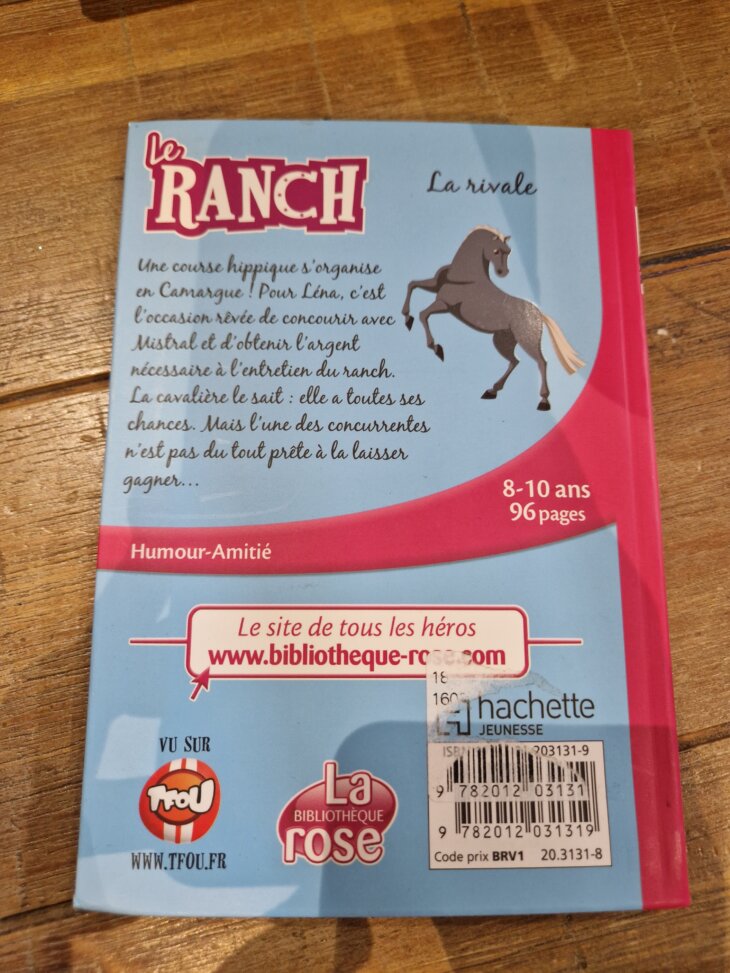 Le
RANCH
La rivale
Une course hippique s'organise
en Camargue ! Pour Léna, c'est
l'occasion rêvée de concourir avec
Mistral et d'obtenir l'argent
nécessaire à l'entretien du ranch.
La cavalière le sait : elle a toutes ses
chances. Mais l'une des concurrentes
n'est pas du tout prête à la laisser
gagner...
8-10 ans
96 pages
Humour-Amitié
Le site de tous les héros
www.bibliotheque-rose.com
hachette
JEUNESSE
ISBN 203131-9
9 782012 03131
9 782012 031319
Code prix BRV1 20.3131-8
VU SUR
TFOU
WWW.TFOU.FR
La
BIBLIOTHÈQUE
rose